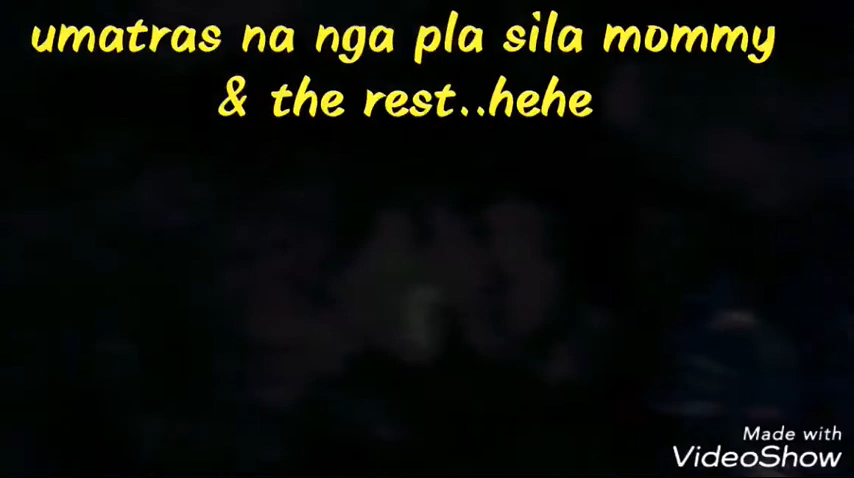 umatras na nga pla sila mommy
& the rest..hehe
Made with
VideoShow